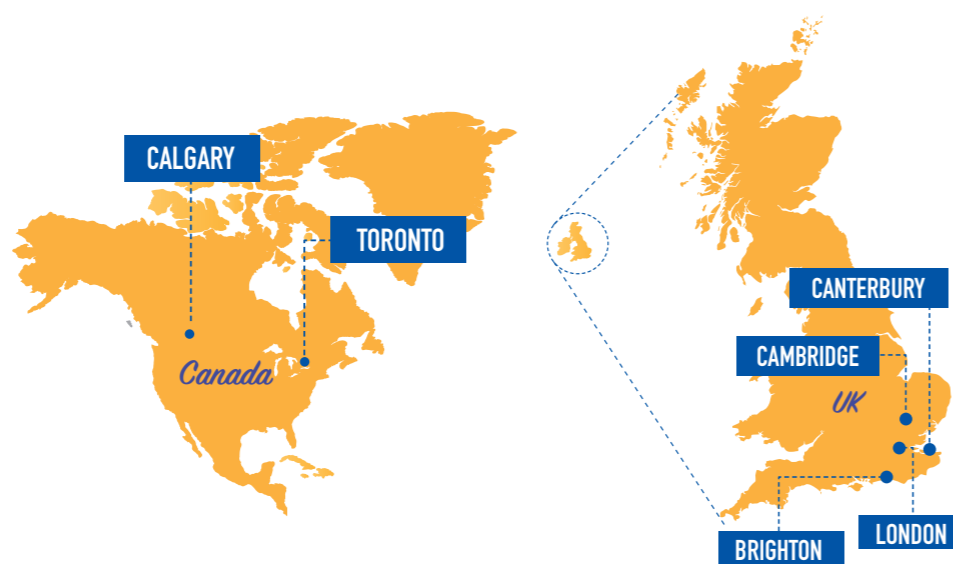 CALGARY
TORONTO
Canada
CANTERBURY
CAMBRIDGE
UK
LONDON
BRIGHTON